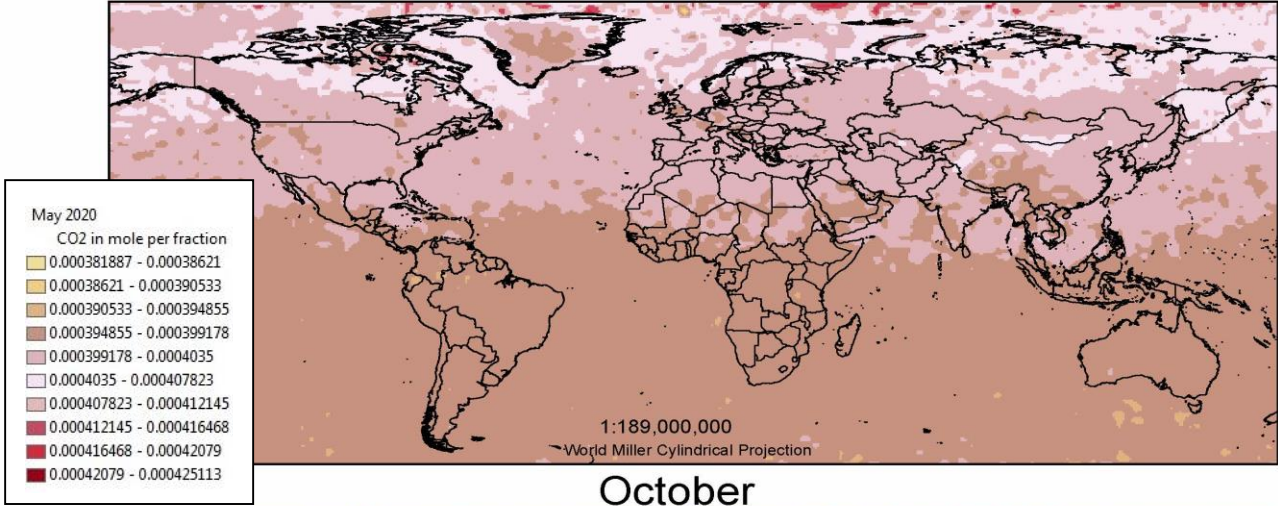 May 2020
CO2 in mole per fraction
0.000381887 - 0.00038621
0.00038621 - 0.000390533
0.000390533 - 0.000394855
0.000394855 - 0.000399178
0.000399178 - 0.0004035
0.0004035 - 0.000407823
0.000407823 - 0.000412145
0.000412145 - 0.000416468
0.000416468 - 0.00042079
0.00042079 - 0.000425113
1:189,000,000
World Miller Cylindrical Projection
October